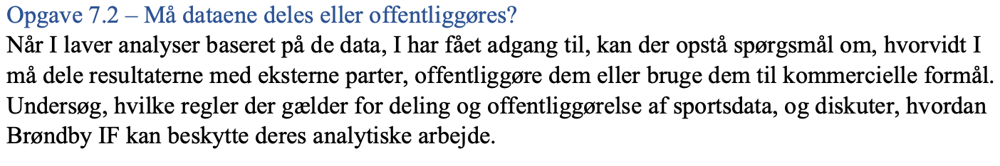 Opgave 7.2 – Må dataene deles eller offentliggøres?
Når I laver analyser baseret på de data, I har fået adgang til, kan der opstå spørgsmål om, hvorvidt I
må dele resultaterne med eksterne parter, offentliggøre dem eller bruge dem til kommercielle formål.
Undersøg, hvilke regler der gælder for deling og offentliggørelse af sportsdata, og diskuter, hvordan
Brøndby IF kan beskytte deres analytiske arbejde.